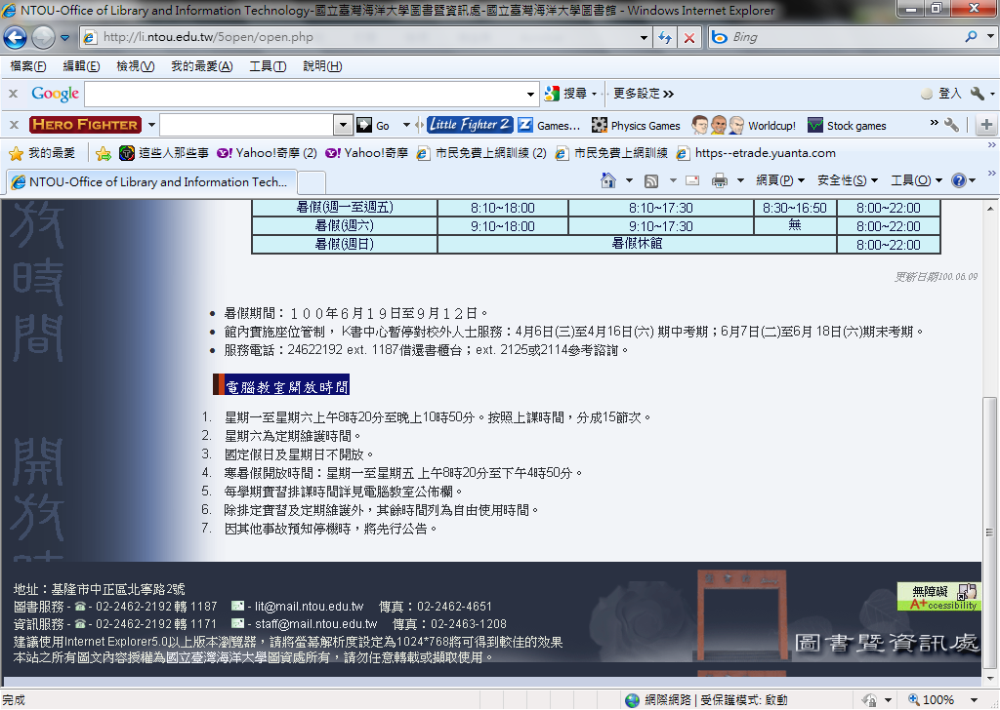 NTOU-Office of Library and Information Technology-國立臺灣海洋大學圖書暨資訊處-國立臺灣海洋大學圖書館 - Windows Internet Explorer
http://li.ntou.edu.tw/5open/open.php
Bing
檔案(F) 編輯(E) 檢視(V) 我的最愛(A) 工具(T) 說明(H)
x Google 搜尋 更多設定 >> 登入
x HERO FIGHTER Go Little Fighter 2 Games... Physics Games Worldcup! Stock games >>
我的最愛 這些人那些事 Yahoo!奇摩 (2) Yahoo!奇摩 市民免費上網訓練 (2) 市民免費上網訓練 https--etrade.yuanta.com >>
NTOU-Office of Library and Information Tech... 網頁(P) 安全性(S) 工具(O) >>
暑假(週一至週五) 8:10~18:00 8:10~17:30 8:30~16:50 8:00~22:00
暑假(週六) 9:10~18:00 9:10~17:30 無 8:00~22:00
暑假(週日) 暑假休館 8:00~22:00
更新日期100.06.09
放時間
• 暑假期間：１００年６月１９日至９月１２日。
• 館內實施座位管制， K書中心暫停對校外人士服務：4月6日(三)至4月16日(六) 期中考期；6月7日(二)至6月 18日(六)期末考期。
• 服務電話：24622192 ext. 1187借還書櫃台；ext. 2125或2114參考諮詢。
電腦教室開放時間
1. 星期一至星期六上午8時20分至晚上10時50分。按照上課時間，分成15節次。
2. 星期六為定期維護時間。
3. 國定假日及星期日不開放。
4. 寒暑假開放時間：星期一至星期五 上午8時20分至下午4時50分。
5. 每學期實習排課時間詳見電腦教室公佈欄。
6. 除排定實習及定期維護外，其餘時間列為自由使用時間。
7. 因其他事故預知停機時，將先行公告。
開放時
地址：基隆市中正區北寧路2號
圖書服務 - ☎ - 02-2462-2192 轉 1187 - lit@mail.ntou.edu.tw 傳真：02-2462-4651
資訊服務 - ☎ - 02-2462-2192 轉 1171 - staff@mail.ntou.edu.tw 傳真：02-2463-1208
建議使用Internet Explorer5.0以上版本瀏覽器，請將螢幕解析度設定為1024*768將可得到較佳的效果
本站之所有圖文內容授權為國立臺灣海洋大學圖資處所有，請勿任意轉載或擷取使用。
無障礙
A+ccessibility
圖書暨資訊處
完成 網際網路 | 受保護模式: 啟動 100%